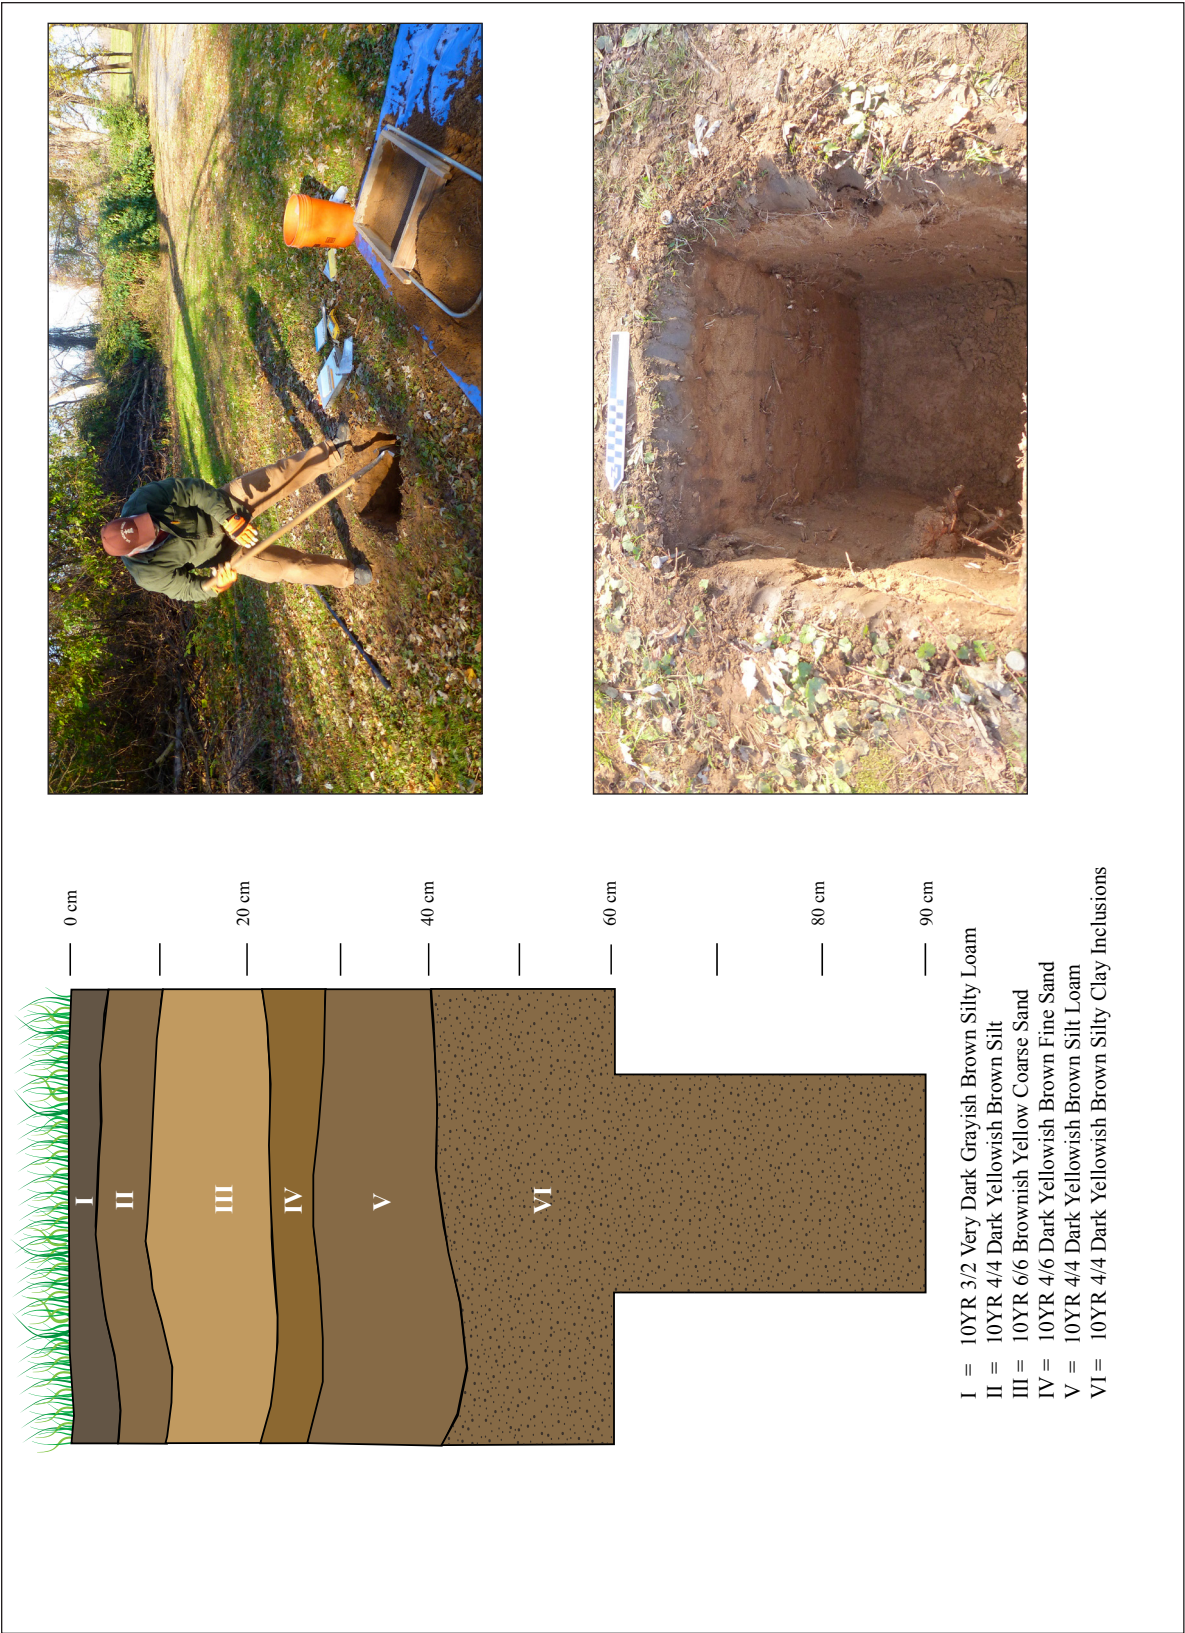 0 cm
20 cm
40 cm
60 cm
80 cm
90 cm
I
II
III
IV
V
VI
I = 10YR 3/2 Very Dark Grayish Brown Silty Loam
II = 10YR 4/4 Dark Yellowish Brown Silt
III = 10YR 6/6 Brownish Yellow Coarse Sand
IV = 10YR 4/6 Dark Yellowish Brown Fine Sand
V = 10YR 4/4 Dark Yellowish Brown Silt Loam
VI = 10YR 4/4 Dark Yellowish Brown Silty Clay Inclusions